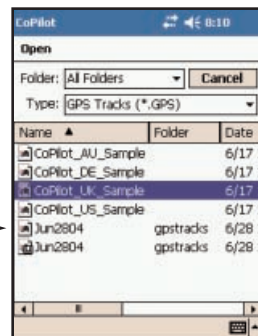 CoPilot 0:10
Open
Folder: All Folders Cancel
Type: GPS Tracks (*.GPS)
Name Folder Date
CoPilot_AU_Sample 6/17
CoPilot_DE_Sample 6/17
CoPilot_UK_Sample 6/17
CoPilot_US_Sample 6/17
Jun2804 gpstracks 6/28
Jun2804 gpstracks 6/28